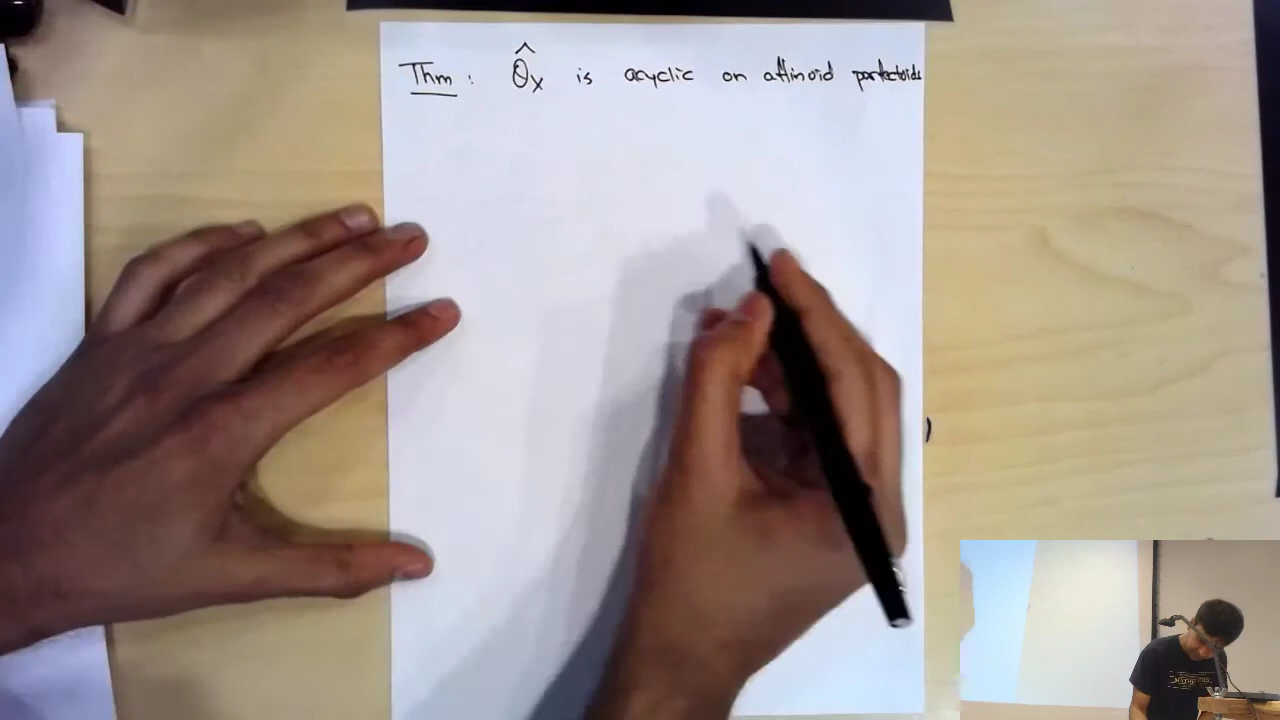 Thm : Ô_X is acyclic on affinoid perfectoids